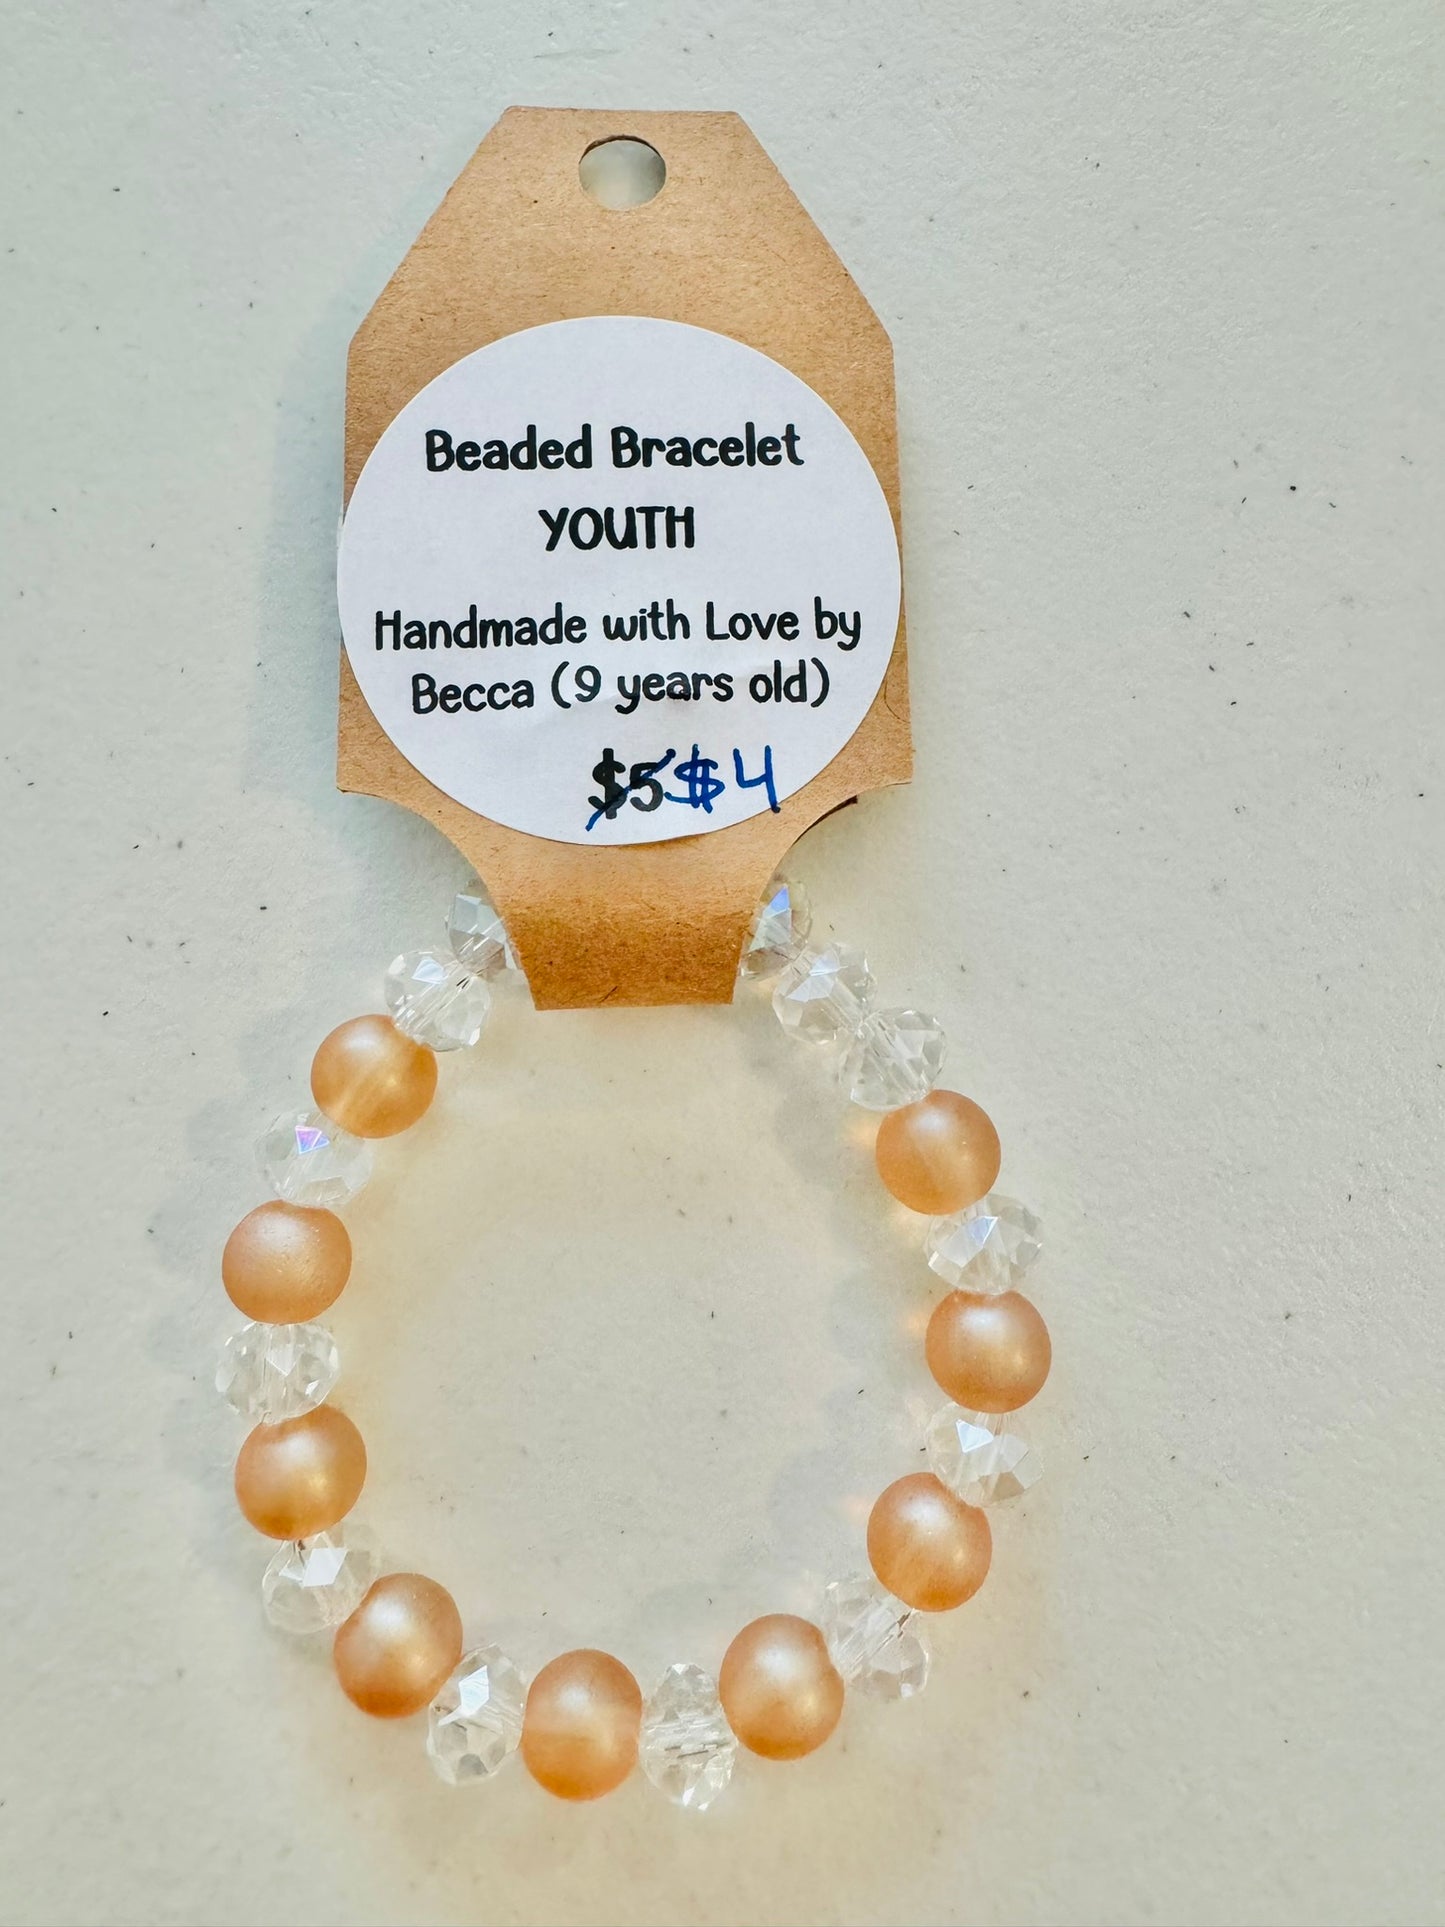 Beaded Bracelet
YOUTH
Handmade with Love by
Becca (9 years old)
$5 $4